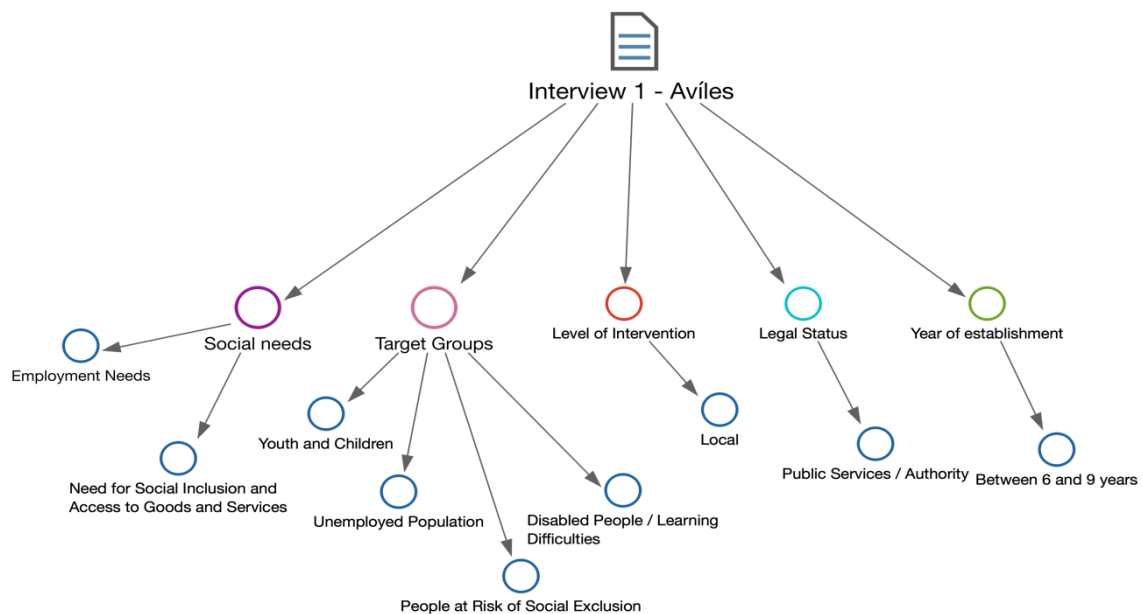 Interview 1 - Avíles
Social needs
Target Groups
Level of Intervention
Legal Status
Year of establishment
Employment Needs
Need for Social Inclusion and
Access to Goods and Services
Youth and Children
Unemployed Population
People at Risk of Social Exclusion
Disabled People / Learning
Difficulties
Local
Public Services / Authority
Between 6 and 9 years